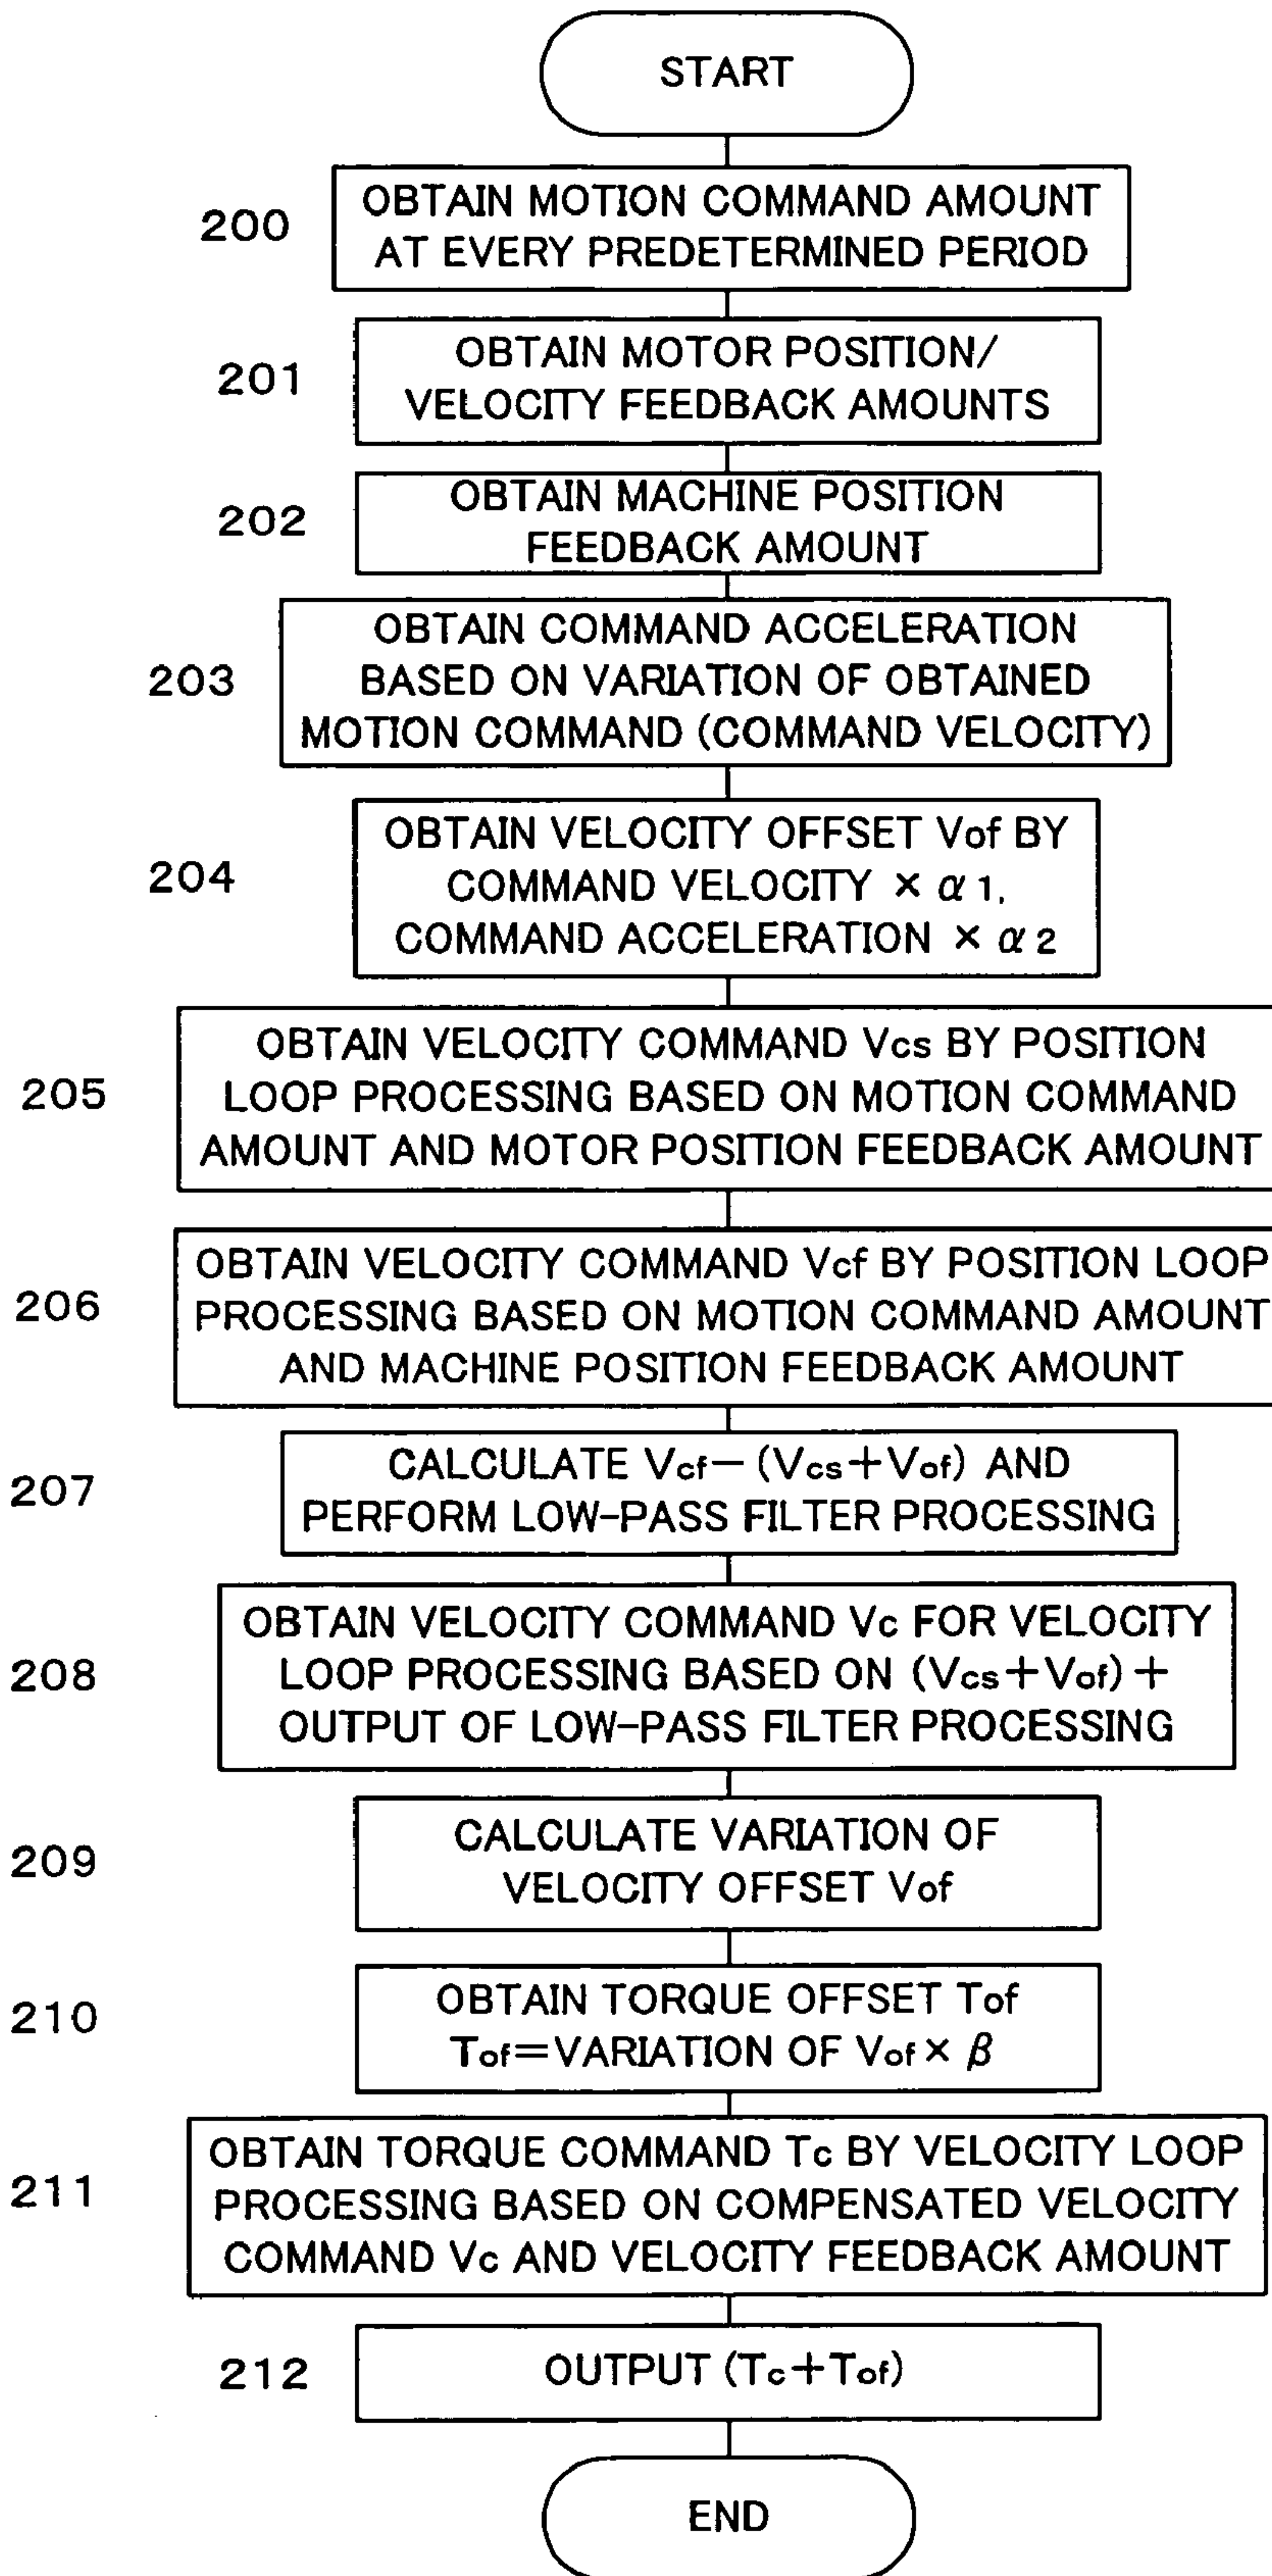 START
200
OBTAIN MOTION COMMAND AMOUNT
AT EVERY PREDETERMINED PERIOD
201
OBTAIN MOTOR POSITION/
VELOCITY FEEDBACK AMOUNTS
202
OBTAIN MACHINE POSITION
FEEDBACK AMOUNT
203
OBTAIN COMMAND ACCELERATION
BASED ON VARIATION OF OBTAINED
MOTION COMMAND (COMMAND VELOCITY)
204
OBTAIN VELOCITY OFFSET Vof BY
COMMAND VELOCITY × α1,
COMMAND ACCELERATION × α2
205
OBTAIN VELOCITY COMMAND Vcs BY POSITION
LOOP PROCESSING BASED ON MOTION COMMAND
AMOUNT AND MOTOR POSITION FEEDBACK AMOUNT
206
OBTAIN VELOCITY COMMAND Vcf BY POSITION LOOP
PROCESSING BASED ON MOTION COMMAND AMOUNT
AND MACHINE POSITION FEEDBACK AMOUNT
207
CALCULATE Vcf－(Vcs＋Vof) AND
PERFORM LOW-PASS FILTER PROCESSING
208
OBTAIN VELOCITY COMMAND Vc FOR VELOCITY
LOOP PROCESSING BASED ON (Vcs＋Vof)＋
OUTPUT OF LOW-PASS FILTER PROCESSING
209
CALCULATE VARIATION OF
VELOCITY OFFSET Vof
210
OBTAIN TORQUE OFFSET Tof
Tof＝VARIATION OF Vof × β
211
OBTAIN TORQUE COMMAND Tc BY VELOCITY LOOP
PROCESSING BASED ON COMPENSATED VELOCITY
COMMAND Vc AND VELOCITY FEEDBACK AMOUNT
212
OUTPUT (Tc＋Tof)
END